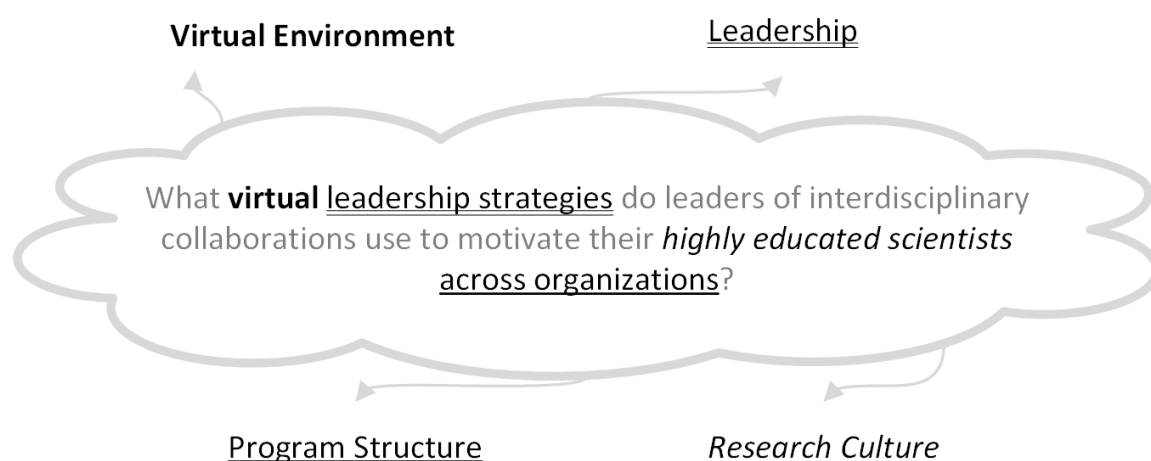 Virtual Environment
Leadership
What virtual leadership strategies do leaders of interdisciplinary
collaborations use to motivate their highly educated scientists
across organizations?
Program Structure
Research Culture